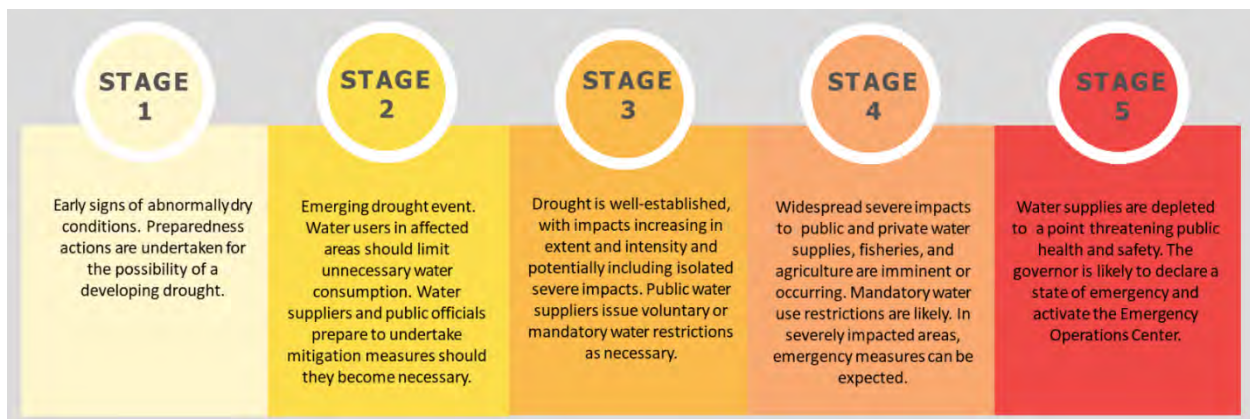 STAGE
1
Early signs of abnormally dry
conditions. Preparedness
actions are undertaken for
the possibility of a
developing drought.
STAGE
2
Emerging drought event.
Water users in affected
areas should limit
unnecessary water
consumption. Water
suppliers and public officials
prepare to undertake
mitigation measures should
they become necessary.
STAGE
3
Drought is well-established,
with impacts increasing in
extent and intensity and
potentially including isolated
severe impacts. Public water
suppliers issue voluntary or
mandatory water restrictions
as necessary.
STAGE
4
Widespread severe impacts
to public and private water
supplies, fisheries, and
agriculture are imminent or
occurring. Mandatory water
use restrictions are likely. In
severely impacted areas,
emergency measures can be
expected.
STAGE
5
Water supplies are depleted
to a point threatening public
health and safety. The
governor is likely to declare a
state of emergency and
activate the Emergency
Operations Center.